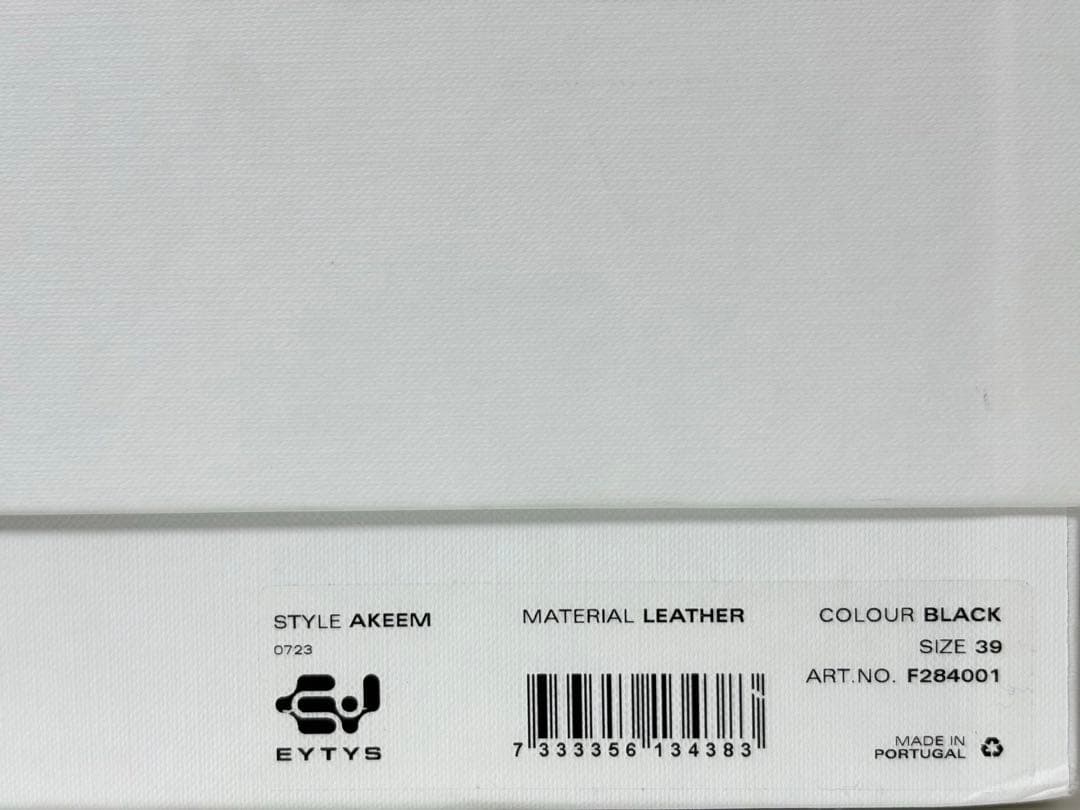 STYLE AKEEM
0723
EYTYS
MATERIAL LEATHER
7 333356 134383
COLOUR BLACK
SIZE 39
ART.NO. F284001
MADE IN
PORTUGAL